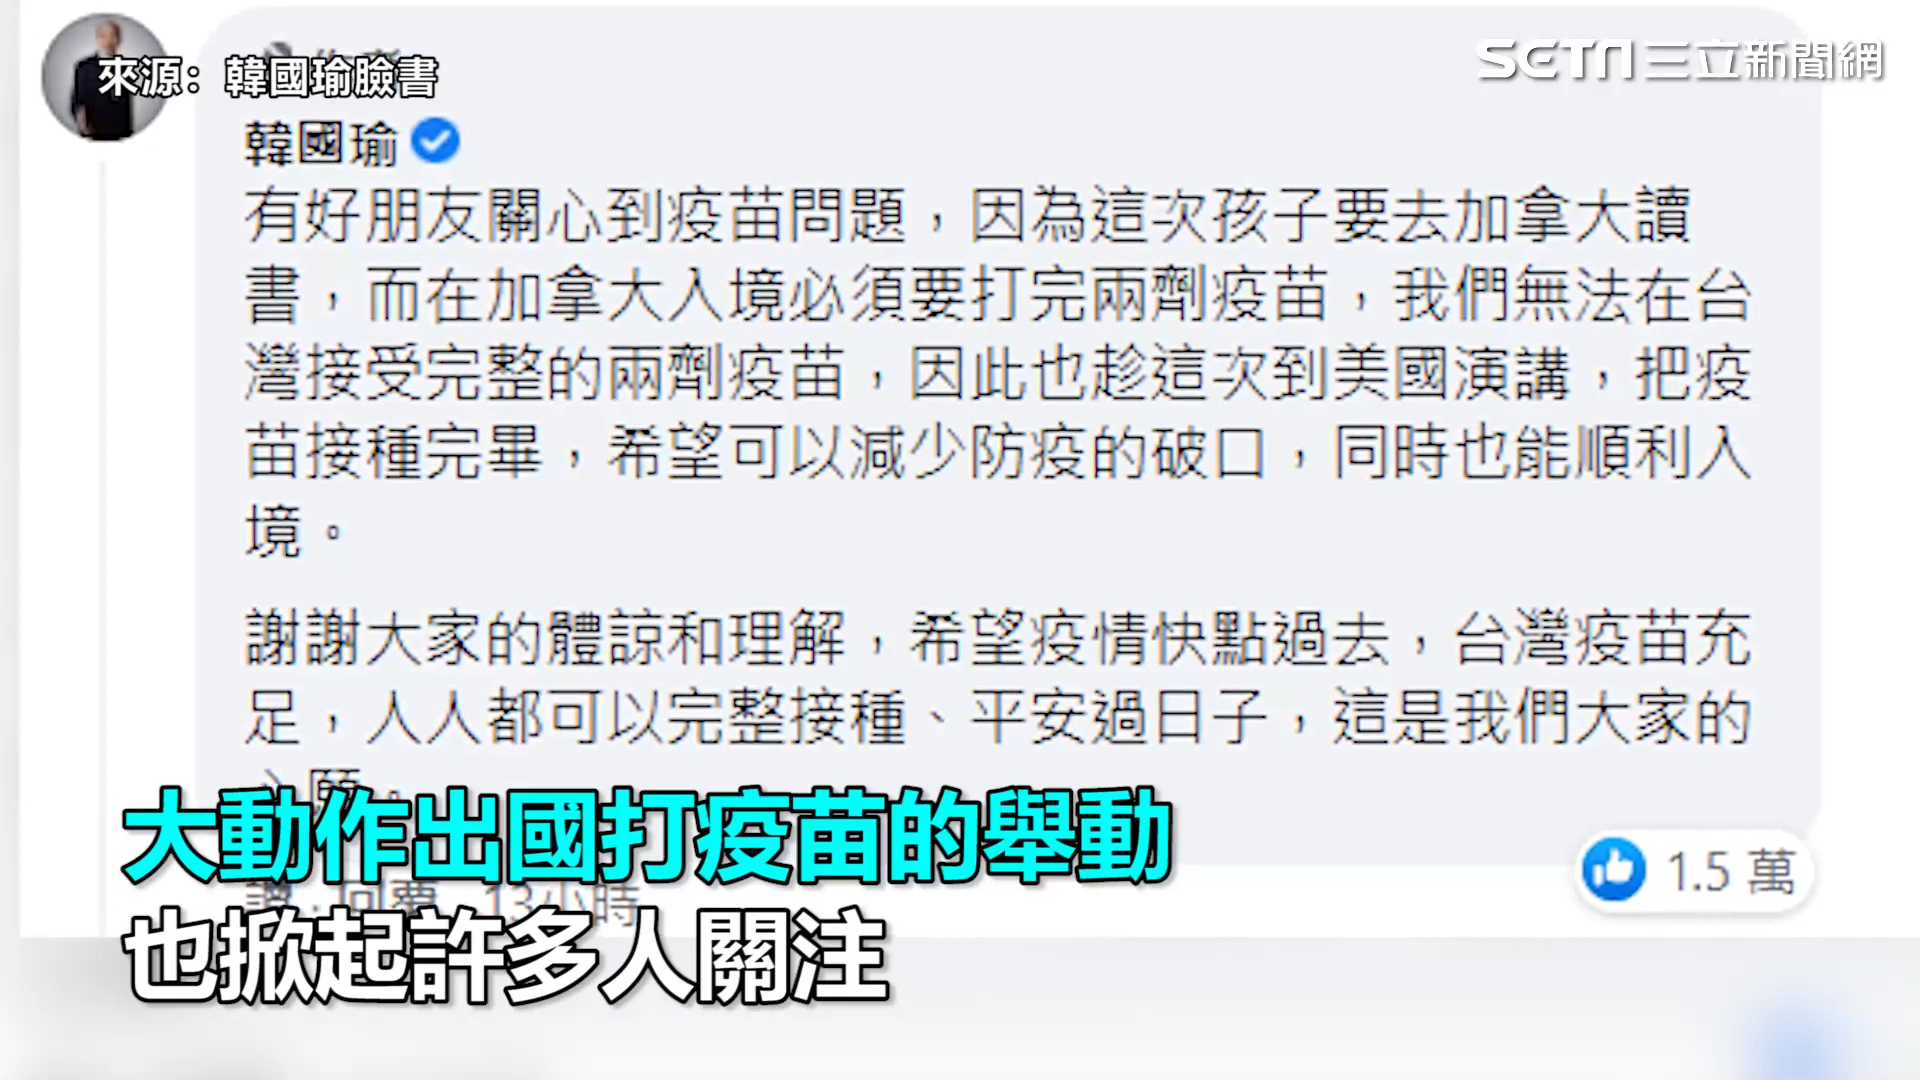 來源：韓國瑜臉書
SETN三立新聞網
韓國瑜
有好朋友關心到疫苗問題，因為這次孩子要去加拿大讀
書，而在加拿大入境必須要打完兩劑疫苗，我們無法在台
灣接受完整的兩劑疫苗，因此也趁這次到美國演講，把疫
苗接種完畢，希望可以減少防疫的破口，同時也能順利入
境。
謝謝大家的體諒和理解，希望疫情快點過去，台灣疫苗充
足，人人都可以完整接種、平安過日子，這是我們大家的
心願。
1.5 萬
大動作出國打疫苗的舉動
讚 · 回覆 · 13小時
也掀起許多人關注